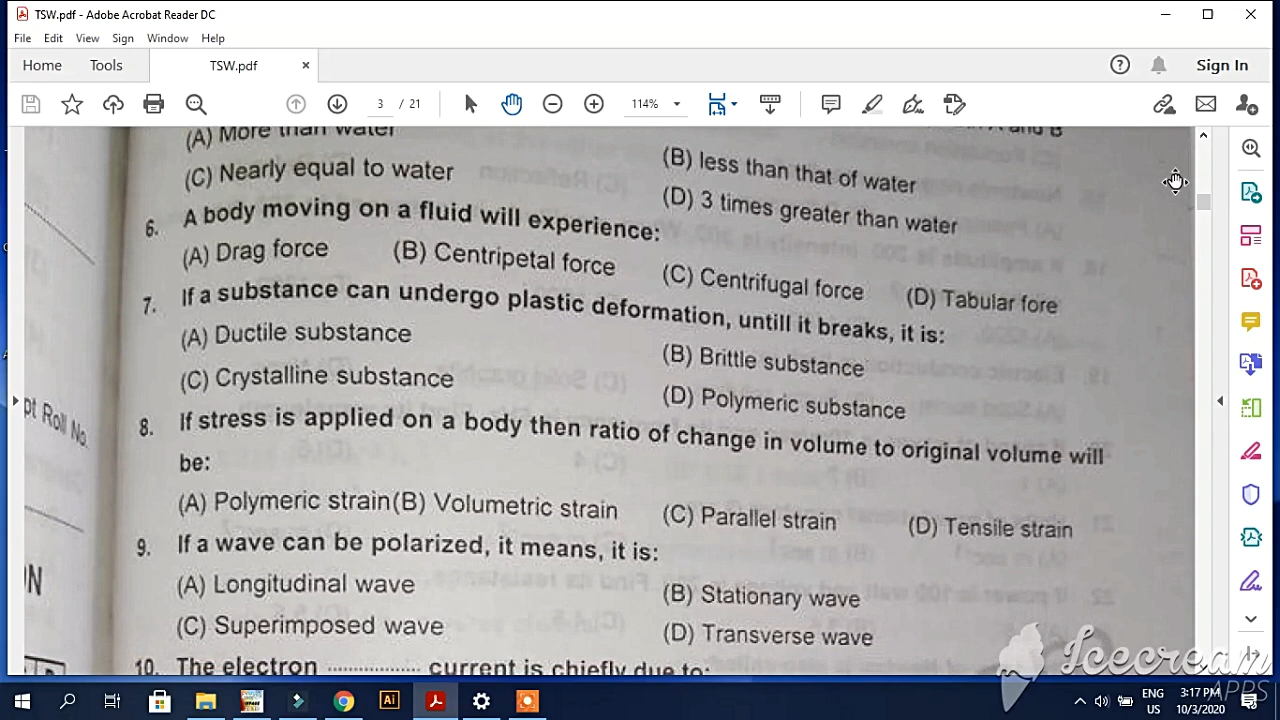 TSW.pdf - Adobe Acrobat Reader DC
File Edit View Sign Window Help
Home Tools TSW.pdf × Sign In
3 / 21 114%
(A) More than water
(B) less than that of water
(C) Nearly equal to water
(D) 3 times greater than water
6. A body moving on a fluid will experience:
(A) Drag force (B) Centripetal force (C) Centrifugal force (D) Tabular fore
7. If a substance can undergo plastic deformation, untill it breaks, it is:
(A) Ductile substance
(B) Brittle substance
(C) Crystalline substance
(D) Polymeric substance
8. If stress is applied on a body then ratio of change in volume to original volume will
be:
(A) Polymeric strain(B) Volumetric strain (C) Parallel strain (D) Tensile strain
9. If a wave can be polarized, it means, it is:
(A) Longitudinal wave
(B) Stationary wave
(C) Superimposed wave
(D) Transverse wave
10. The electron .................. current is chiefly due to:
pt Roll No.
ON
Icecream
APPS
ENG
US
3:17 PM
10/3/2020